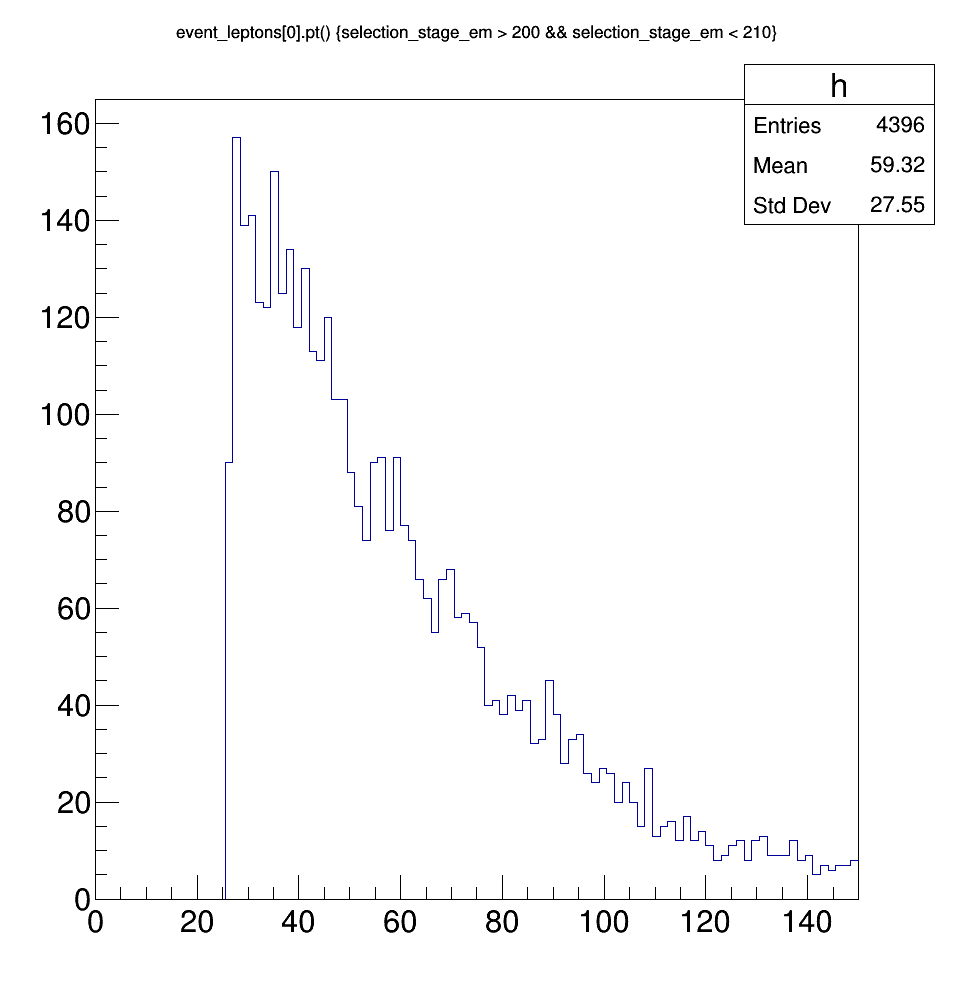 event_leptons[0].pt() {selection_stage_em > 200 && selection_stage_em < 210}
h
Entries 4396
Mean 59.32
Std Dev 27.55
160
140
120
100
80
60
40
20
0
0 20 40 60 80 100 120 140